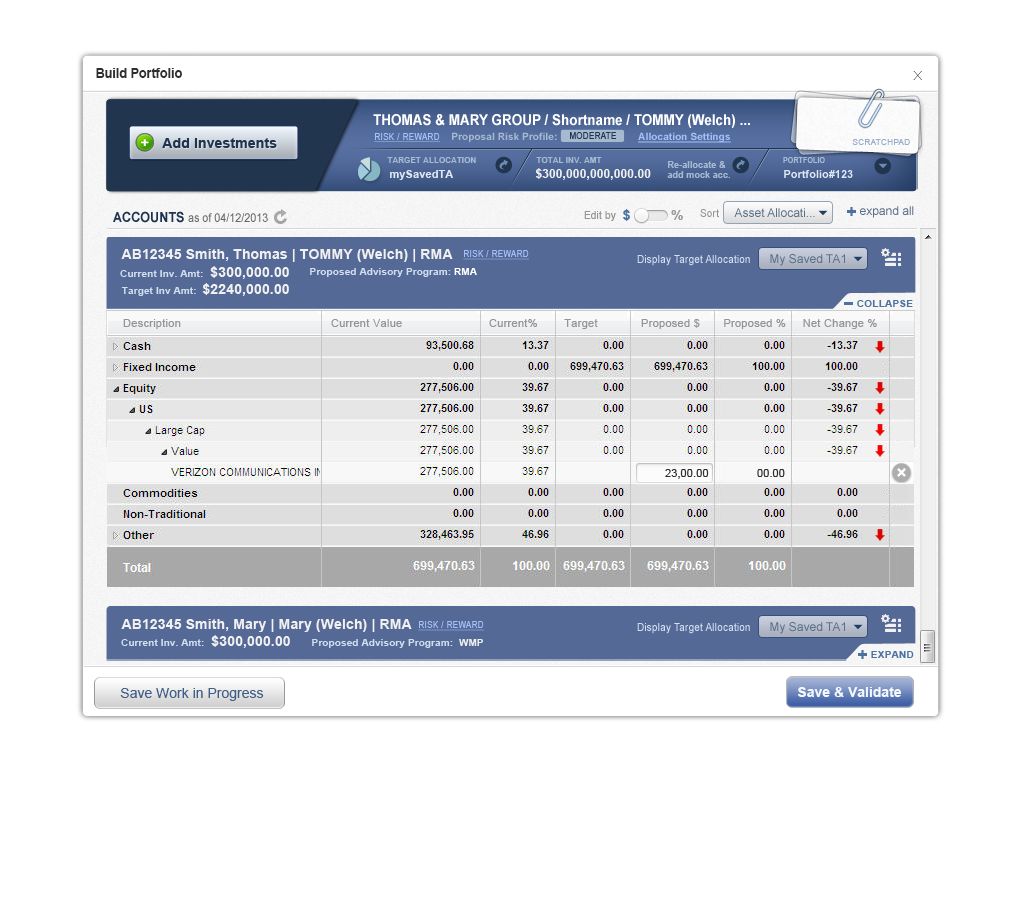 Build Portfolio
Add Investments
THOMAS & MARY GROUP / Shortname / TOMMY (Welch) ...
RISK / REWARD Proposal Risk Profile: MODERATE Allocation Settings
SCRATCHPAD
TARGET ALLOCATION
mySavedTA
TOTAL INV. AMT
$300,000,000,000.00
Re-allocate &
add mock acc.
PORTFOLIO
Portfolio#123
ACCOUNTS as of 04/12/2013
Edit by $ % Sort Asset Allocati... + expand all
AB12345 Smith, Thomas | TOMMY (Welch) | RMA RISK / REWARD
Current Inv. Amt: $300,000.00 Proposed Advisory Program: RMA
Target Inv Amt: $2240,000.00
Display Target Allocation My Saved TA1
COLLAPSE
Description Current Value Current% Target Proposed $ Proposed % Net Change %
Cash 93,500.68 13.37 0.00 0.00 0.00 -13.37
Fixed Income 0.00 0.00 699,470.63 699,470.63 100.00 100.00
Equity 277,506.00 39.67 0.00 0.00 0.00 -39.67
US 277,506.00 39.67 0.00 0.00 0.00 -39.67
Large Cap 277,506.00 39.67 0.00 0.00 0.00 -39.67
Value 277,506.00 39.67 0.00 0.00 0.00 -39.67
VERIZON COMMUNICATIONS IN 277,506.00 39.67 23,00.00 00.00
Commodities 0.00 0.00 0.00 0.00 0.00 0.00
Non-Traditional 0.00 0.00 0.00 0.00 0.00 0.00
Other 328,463.95 46.96 0.00 0.00 0.00 -46.96
Total 699,470.63 100.00 699,470.63 699,470.63 100.00
AB12345 Smith, Mary | Mary (Welch) | RMA RISK / REWARD
Current Inv. Amt: $300,000.00 Proposed Advisory Program: WMP
Display Target Allocation My Saved TA1
EXPAND
Save Work in Progress
Save & Validate